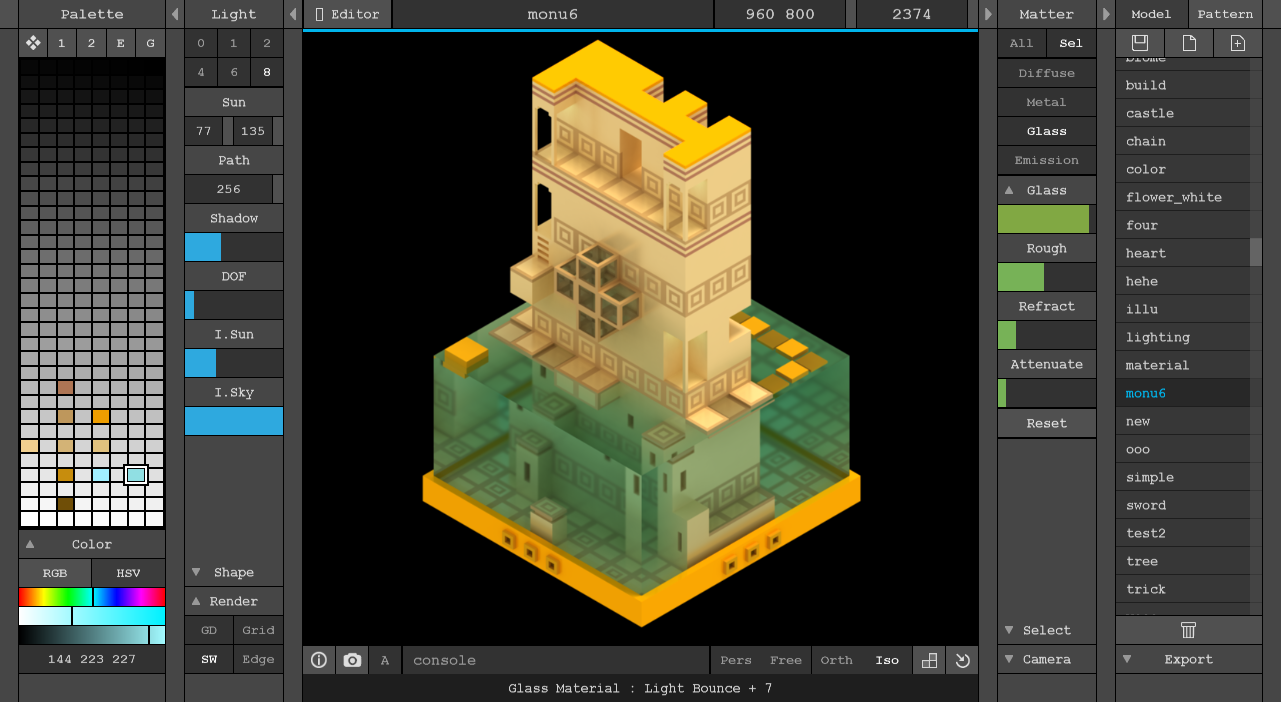 Palette
Light
Editor
monu6
960 800
2374
Matter
Model
Pattern
1
2
E
G
0
1
2
4
6
8
Sun
77
135
Path
256
Shadow
DOF
I.Sun
I.Sky
Shape
Render
GD
Grid
SW
Edge
Color
RGB
HSV
144 223 227
A
console
Pers
Free
Orth
Iso
Glass Material : Light Bounce + 7
All
Sel
Diffuse
Metal
Glass
Emission
Glass
Rough
Refract
Attenuate
Reset
Select
Camera
build
castle
chain
color
flower_white
four
heart
hehe
illu
lighting
material
monu6
new
ooo
simple
sword
test2
tree
trick
Export